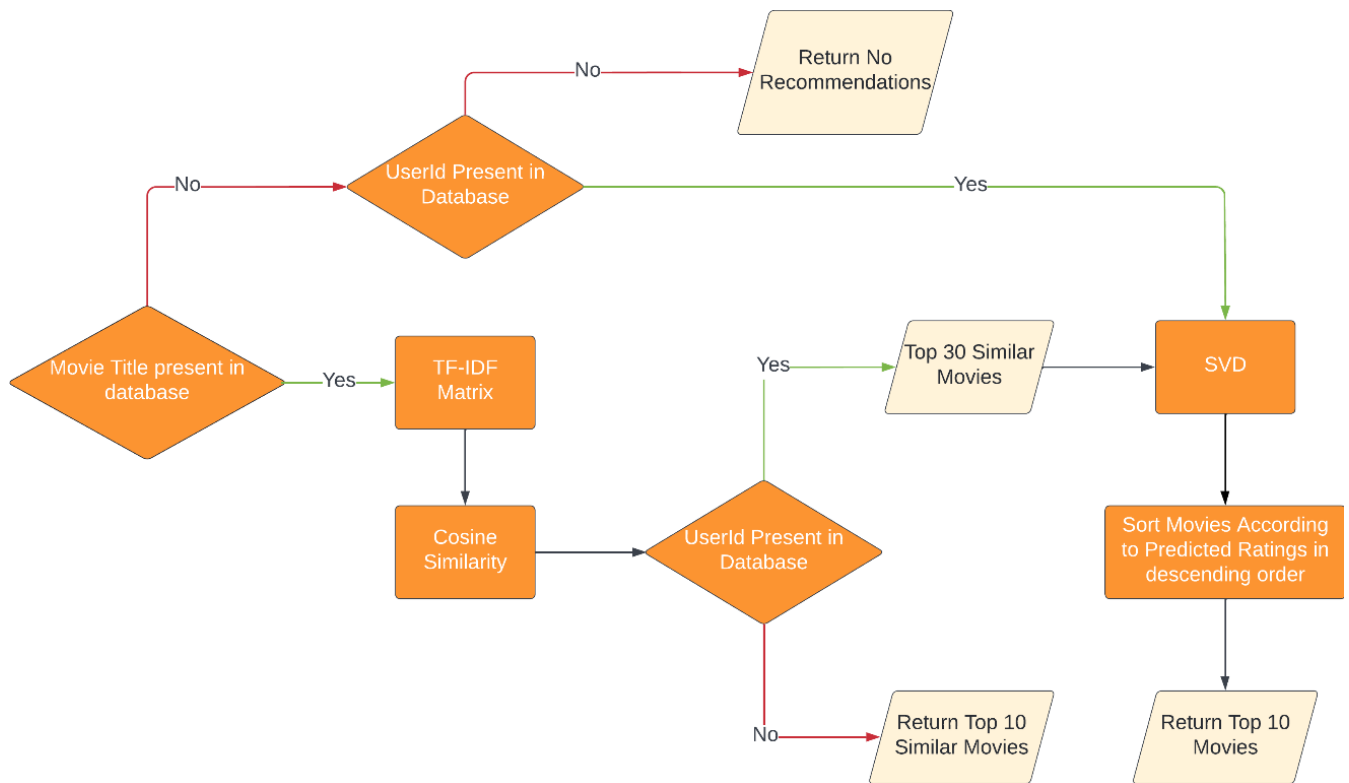 Return No
Recommendations
No
UserId Present in
Database
No
Yes
Movie Title present in
database
Yes
TF-IDF
Matrix
Yes
Top 30 Similar
Movies
SVD
Cosine
Similarity
UserId Present in
Database
Sort Movies According
to Predicted Ratings in
descending order
No
Return Top 10
Similar Movies
Return Top 10
Movies